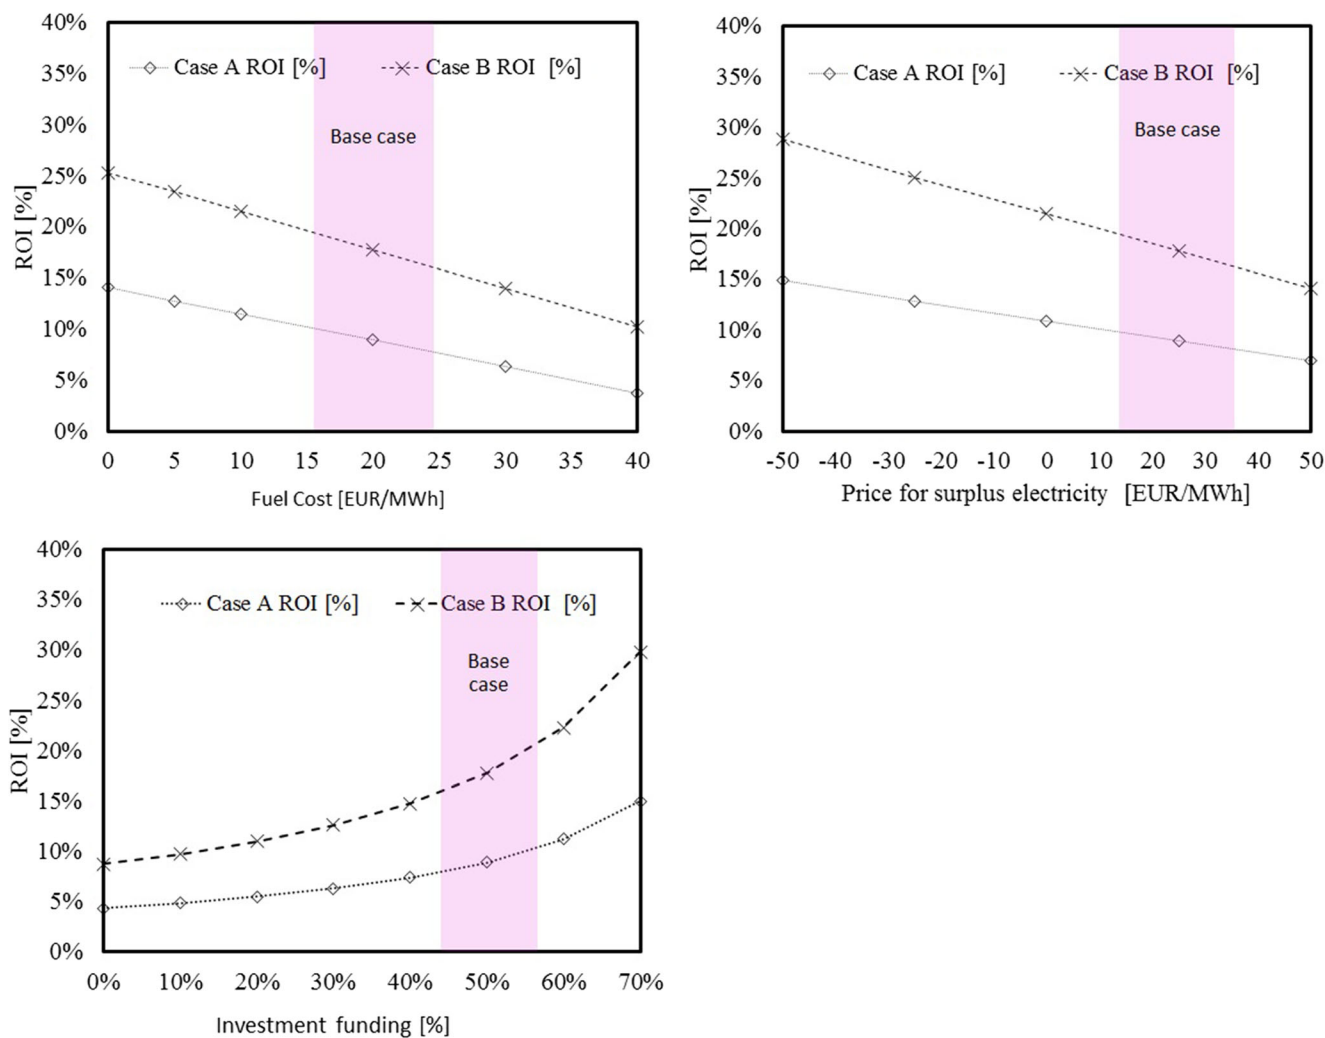 40%
35%
30%
25%
20%
15%
10%
5%
0%
ROI [%]
Case A ROI [%]
Case B ROI [%]
Base case
0 5 10 15 20 25 30 35 40
Fuel Cost [EUR/MWh]
40%
35%
30%
25%
20%
15%
10%
5%
0%
ROI [%]
Case A ROI [%]
Case B ROI [%]
Base case
-50 -40 -30 -20 -10 0 10 20 30 40 50
Price for surplus electricity [EUR/MWh]
40%
35%
30%
25%
20%
15%
10%
5%
0%
ROI [%]
Case A ROI [%]
Case B ROI [%]
Base
case
0% 10% 20% 30% 40% 50% 60% 70%
Investment funding [%]